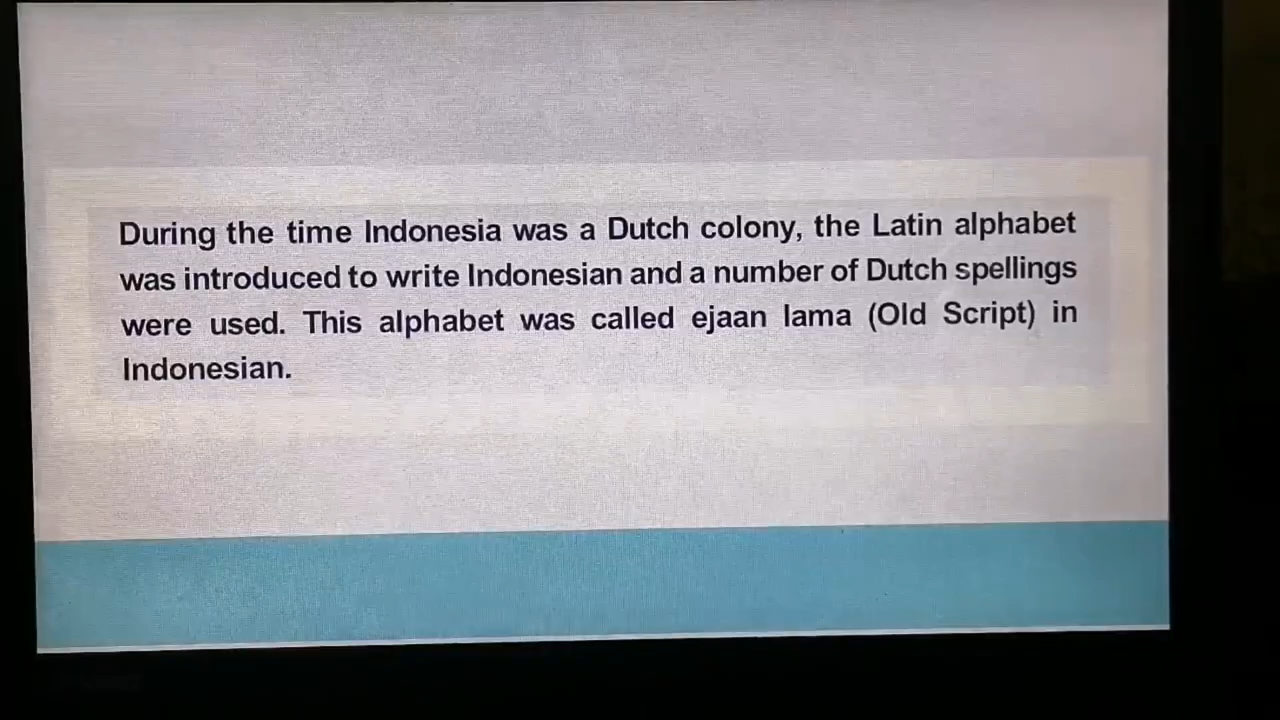 During the time Indonesia was a Dutch colony, the Latin alphabet
was introduced to write Indonesian and a number of Dutch spellings
were used. This alphabet was called ejaan lama (Old Script) in
Indonesian.